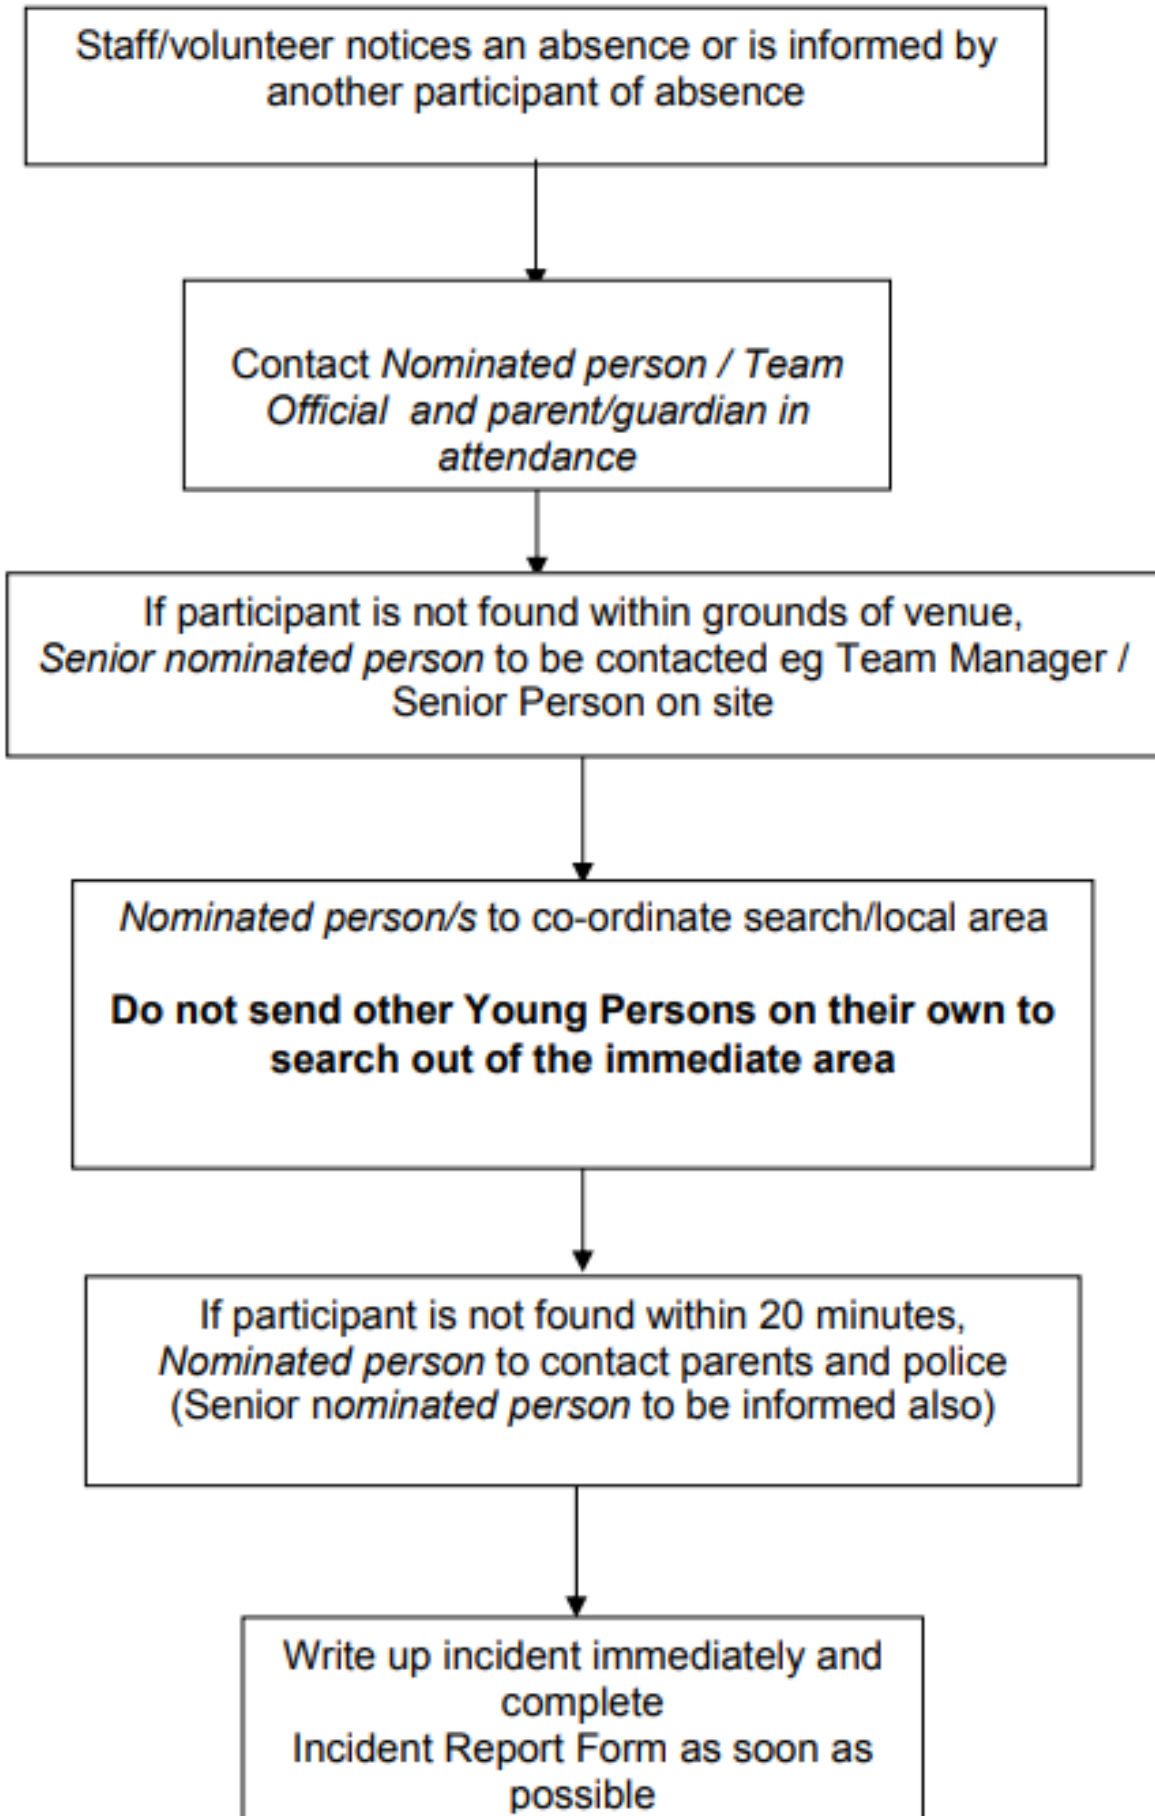 Staff/volunteer notices an absence or is informed by
another participant of absence
Contact Nominated person / Team
Official and parent/guardian in
attendance
If participant is not found within grounds of venue,
Senior nominated person to be contacted eg Team Manager /
Senior Person on site
Nominated person/s to co-ordinate search/local area
Do not send other Young Persons on their own to
search out of the immediate area
If participant is not found within 20 minutes,
Nominated person to contact parents and police
(Senior nominated person to be informed also)
Write up incident immediately and
complete
Incident Report Form as soon as
possible